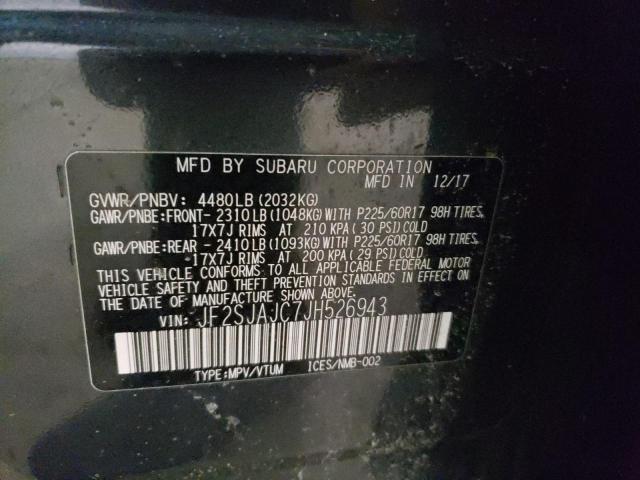 MFD BY SUBARU CORPORATION
MFD IN 12/17
GVWR/PNBV: 4480LB (2032KG)
GAWR/PNBE:FRONT- 2310LB (1048KG) WITH P225/60R17 98H TIRES,
17X7J RIMS AT 210 KPA (30 PSI) COLD
GAWR/PNBE:REAR - 2410LB (1093KG) WITH P225/60R17 98H TIRES,
17X7J RIMS AT 200 KPA (29 PSI) COLD
THIS VEHICLE CONFORMS TO ALL APPLICABLE FEDERAL MOTOR
VEHICLE SAFETY AND THEFT PREVENTION STANDARDS IN EFFECT ON
THE DATE OF MANUFACTURE SHOWN ABOVE.
VIN: JF2SJAJC7JH526943
TYPE:MPV/VTUM ICES/NMB-002